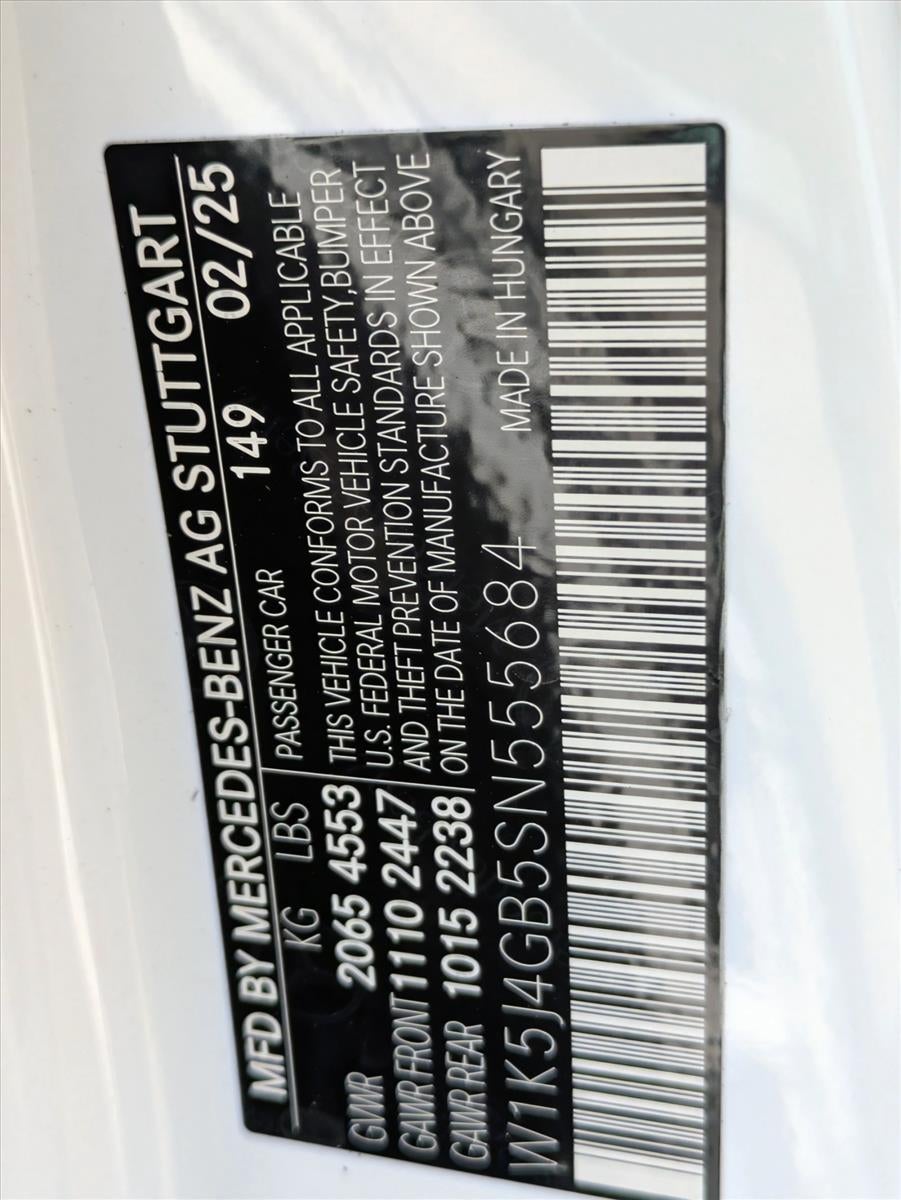 MFD BY MERCEDES-BENZ AG STUTTGART
149 02/25
KG LBS
GVWR 2065 4553
GAWR FRONT 1110 2447
GAWR REAR 1015 2238
PASSENGER CAR
THIS VEHICLE CONFORMS TO ALL APPLICABLE
U.S. FEDERAL MOTOR VEHICLE SAFETY,BUMPER
AND THEFT PREVENTION STANDARDS IN EFFECT
ON THE DATE OF MANUFACTURE SHOWN ABOVE
W1K5J4GB5SN555684 MADE IN HUNGARY